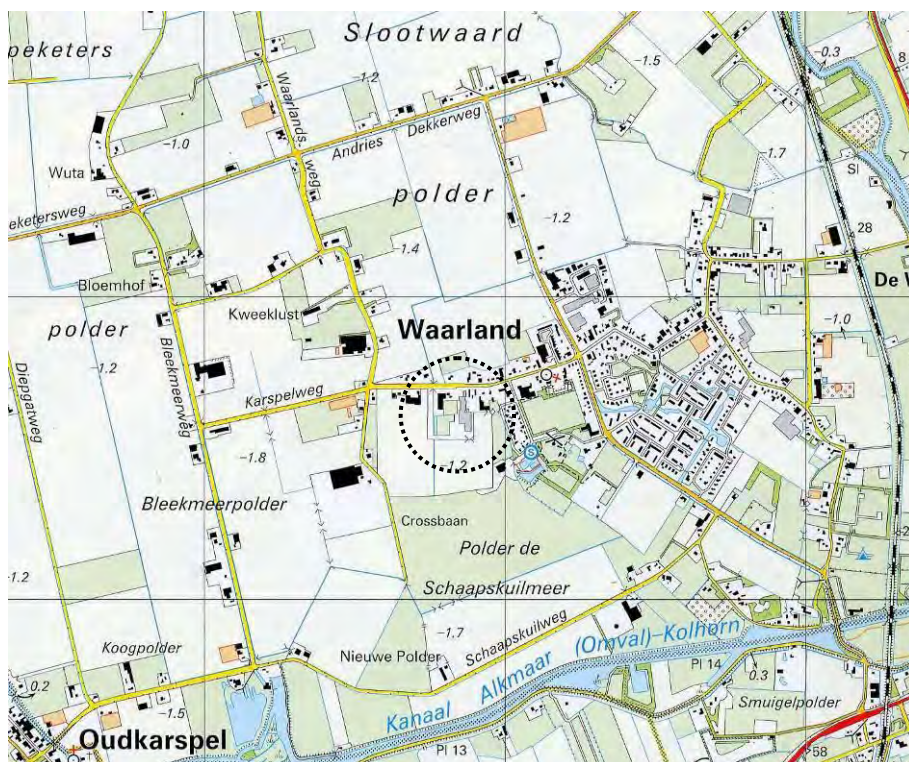 Slootwaard
peketers
-0.3
8
-1.2
-1.5
Waarlands-
weg
Andries
Dekkerweg
-1.0
-1.7
Wuta
Sl
polder
eketersweg
-1.2
28
-1.4
Bloemhof
De W
Kweeklust
-1.0
polder
Waarland
-1.2
Diepgatweg
Bleekmeerweg
Karspelweg
S
-1.8
-1.2
Bleekmeerpolder
Crossbaan
Polder de
-1.2
Schaapskuilmeer
-1.7
Schaapskuilweg
Koogpolder
Nieuwe Polder
Kanaal Alkmaar (Omval)-Kolhorn
Pl 14
0.3
0.2
-1.5
Smuigelpolder
Oudkarspel
Pl 13
58